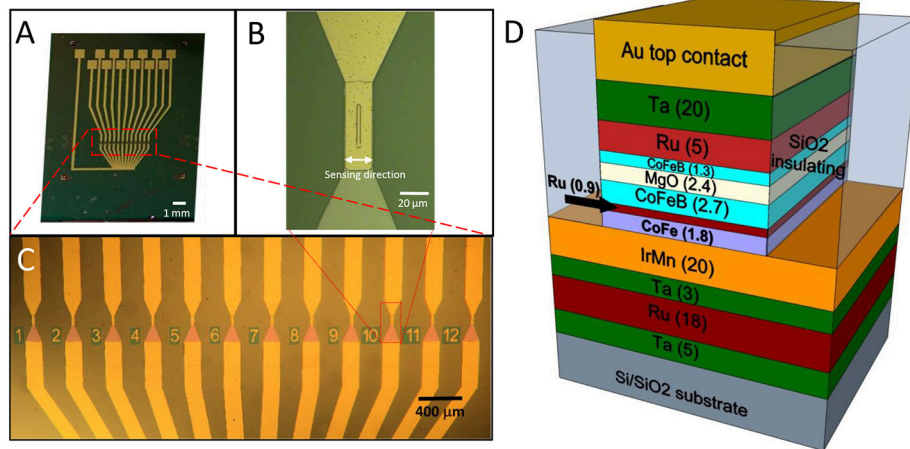 A
1 mm
B
Sensing direction
20 µm
C
1 2 3 4 5 6 7 8 9 10 11 12
400 µm
D
Au top contact
Ta (20)
Ru (5)
CoFeB (1.3)
MgO (2.4)
CoFeB (2.7)
Ru (0.9)
CoFe (1.8)
SiO2
insulating
IrMn (20)
Ta (3)
Ru (18)
Ta (5)
Si/SiO2 substrate